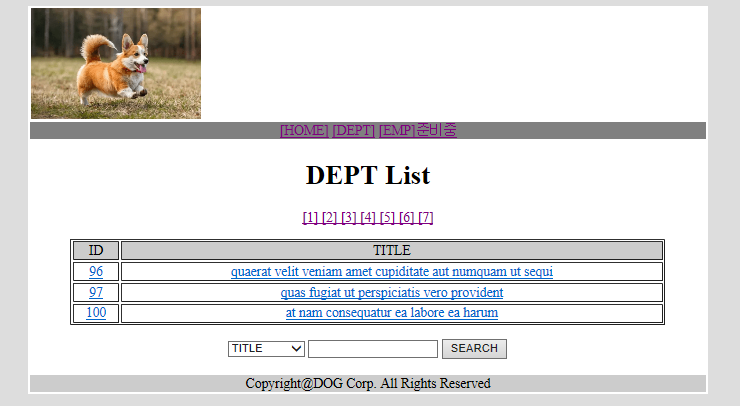 [HOME] [DEPT] [EMP]준비중
DEPT List
[1] [2] [3] [4] [5] [6] [7]
ID TITLE
96 quaerat velit veniam amet cupiditate aut numquam ut sequi
97 quas fugiat ut perspiciatis vero provident
100 at nam consequatur ea labore ea harum
TITLE SEARCH
Copyright@DOG Corp. All Rights Reserved